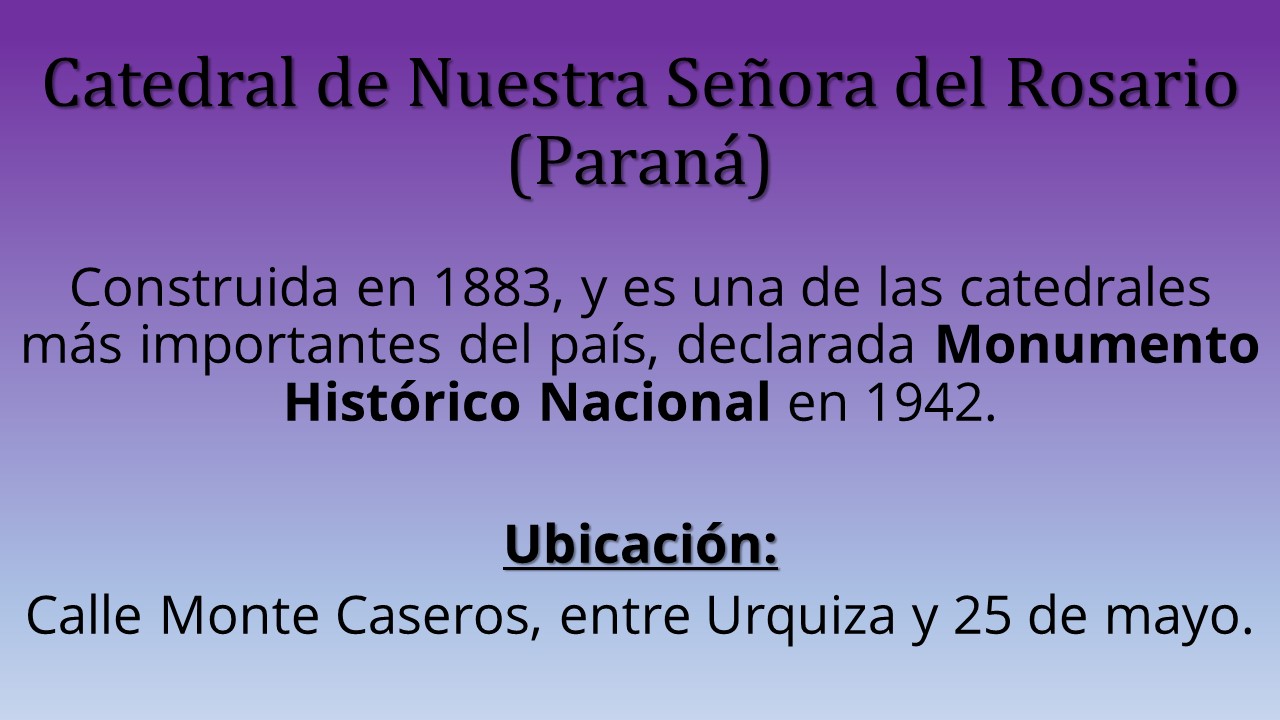 Catedral de Nuestra Señora del Rosario
(Paraná)
Construida en 1883, y es una de las catedrales
más importantes del país, declarada Monumento
Histórico Nacional en 1942.
Ubicación:
Calle Monte Caseros, entre Urquiza y 25 de mayo.